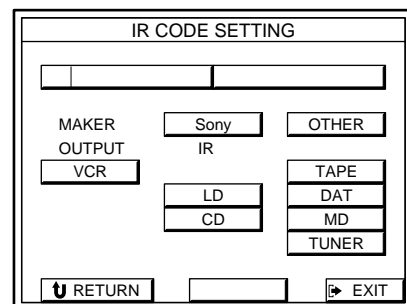 IR CODE SETTING
MAKER Sony OTHER
OUTPUT IR
VCR TAPE
LD DAT
CD MD
TUNER
RETURN EXIT